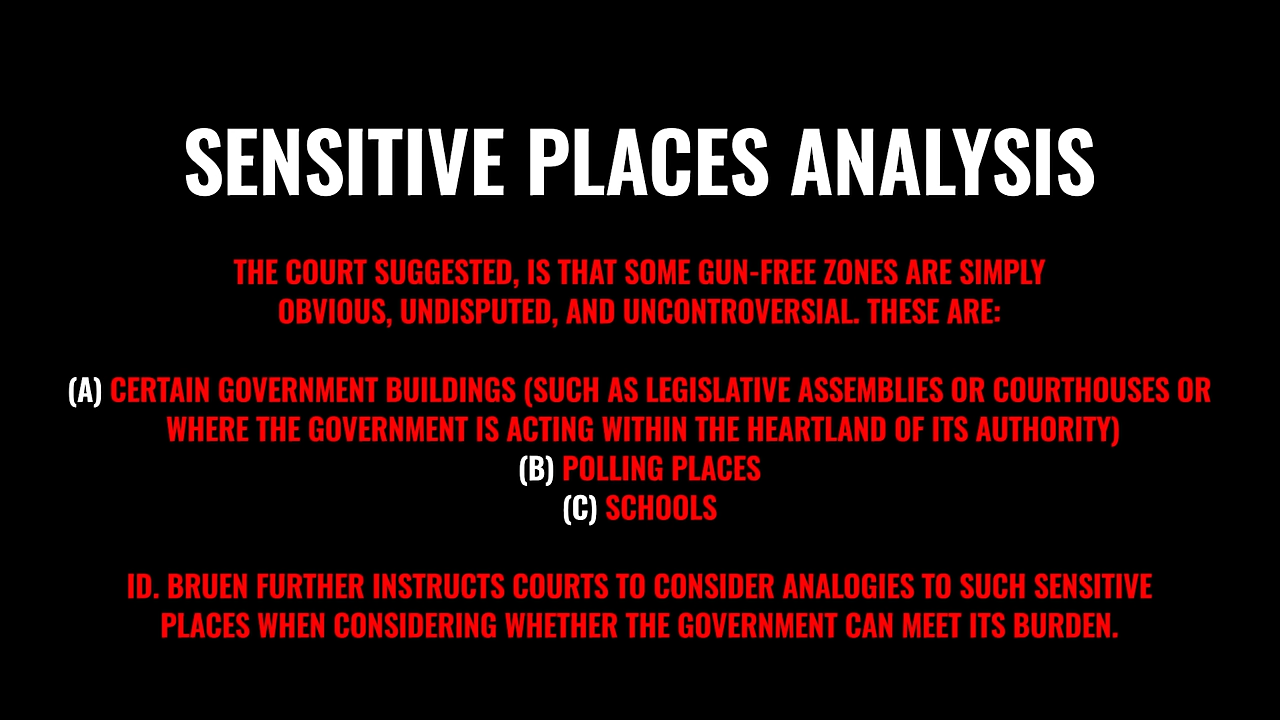 SENSITIVE PLACES ANALYSIS
THE COURT SUGGESTED, IS THAT SOME GUN-FREE ZONES ARE SIMPLY
OBVIOUS, UNDISPUTED, AND UNCONTROVERSIAL. THESE ARE:
(A) CERTAIN GOVERNMENT BUILDINGS (SUCH AS LEGISLATIVE ASSEMBLIES OR COURTHOUSES OR
WHERE THE GOVERNMENT IS ACTING WITHIN THE HEARTLAND OF ITS AUTHORITY)
(B) POLLING PLACES
(C) SCHOOLS
ID. BRUEN FURTHER INSTRUCTS COURTS TO CONSIDER ANALOGIES TO SUCH SENSITIVE
PLACES WHEN CONSIDERING WHETHER THE GOVERNMENT CAN MEET ITS BURDEN.